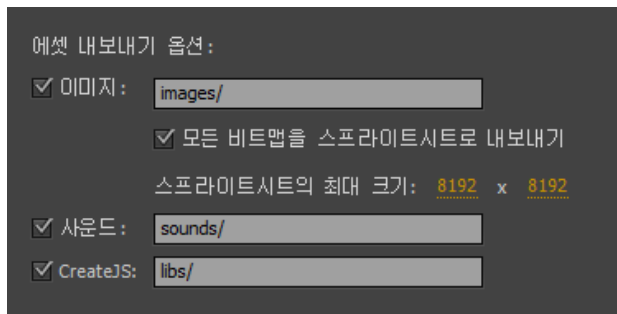 에셋 내보내기 옵션:
이미지: images/
모든 비트맵을 스프라이트시트로 내보내기
스프라이트시트의 최대 크기: 8192 x 8192
사운드: sounds/
CreateJS: libs/